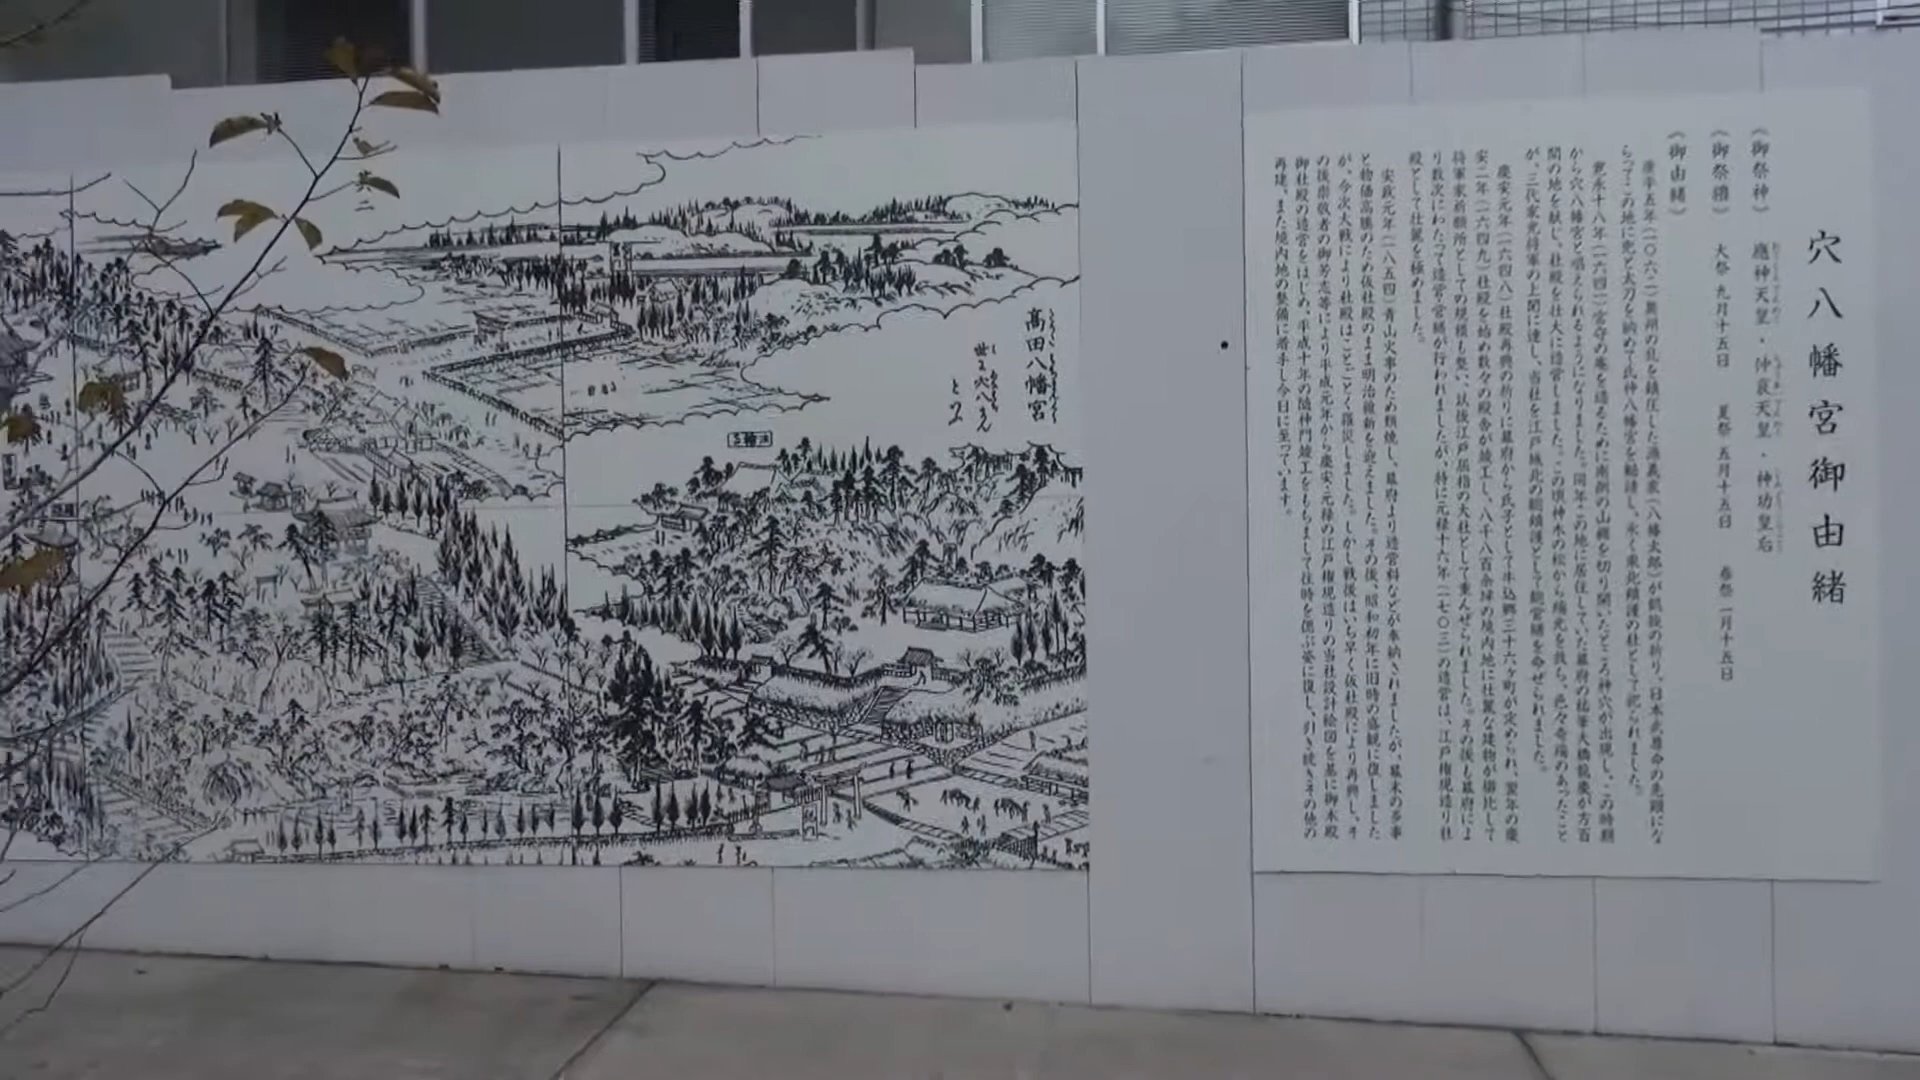 穴八幡宮御由緒
《御祭神》 應神天皇・仲哀天皇・神功皇后
《御祭禮》 大祭 九月十五日 夏祭 五月十五日 春祭 一月十五日
《御由緒》
康平五年(一〇六二)奥州の乱を鎮圧した源義家(八幡太郎)が凱旋の折り、日本武尊命の先蹤にな
らってこの地に兜と太刀を納めて氏神八幡宮を勧請し、永く東北鎮護の社として祀られました。
寛永十八年(一六四一)宮守の庵を造るために南側の山裾を切り開いたところ神穴が出現し、この時期
から穴八幡宮と唱えられるようになりました。同年この地に居住していた幕府の祐筆大橋龍慶が方百
間の地を献じ、社殿を壮大に造営しました。この頃神木の松から瑞光を放ち、色々奇瑞のあったこと
が、三代家光将軍の上聞に達し、当社を江戸城北の総鎮護として総営繕を命ぜられました。
慶安元年(一六四八)社殿再興の折りに幕府から氏子として牛込郷三十六ヶ町が定められ、翌年の慶
安二年(一六四九)社殿を始め数々の殿舎が竣工し、八千八百余坪の境内地に壮麗な建物が櫛比して
将軍家祈願所としての規模も整い、以後江戸屈指の大社として重んぜられました。その後も幕府によ
り数次にわたって造営・営繕が行われましたが、特に元禄十六年(一七〇三)の造営は、江戸権現造り社
殿として壮麗を極めました。
安政元年(一八五四)青山火事のため類焼し、幕府より造営料などが奉納されましたが、幕末の多事
と物価高騰のため仮社殿のまま明治維新を迎えました。その後、昭和初年に旧時の盛観に復しました
が、今次大戦により社殿はことごとく罹災しました。しかし戦後はいち早く仮社殿により再興し、そ
の後崇敬者の御芳志等により平成元年から慶安・元禄の江戸権現造りの当社設計絵図を基に御本殿
御社殿の造営をはじめ、平成十年の随神門竣工をももちまして往時を偲ぶ姿に復し、引き続きその他の
再建、また境内地の整備に着手し今日に至っています。
高田八幡宮
其二